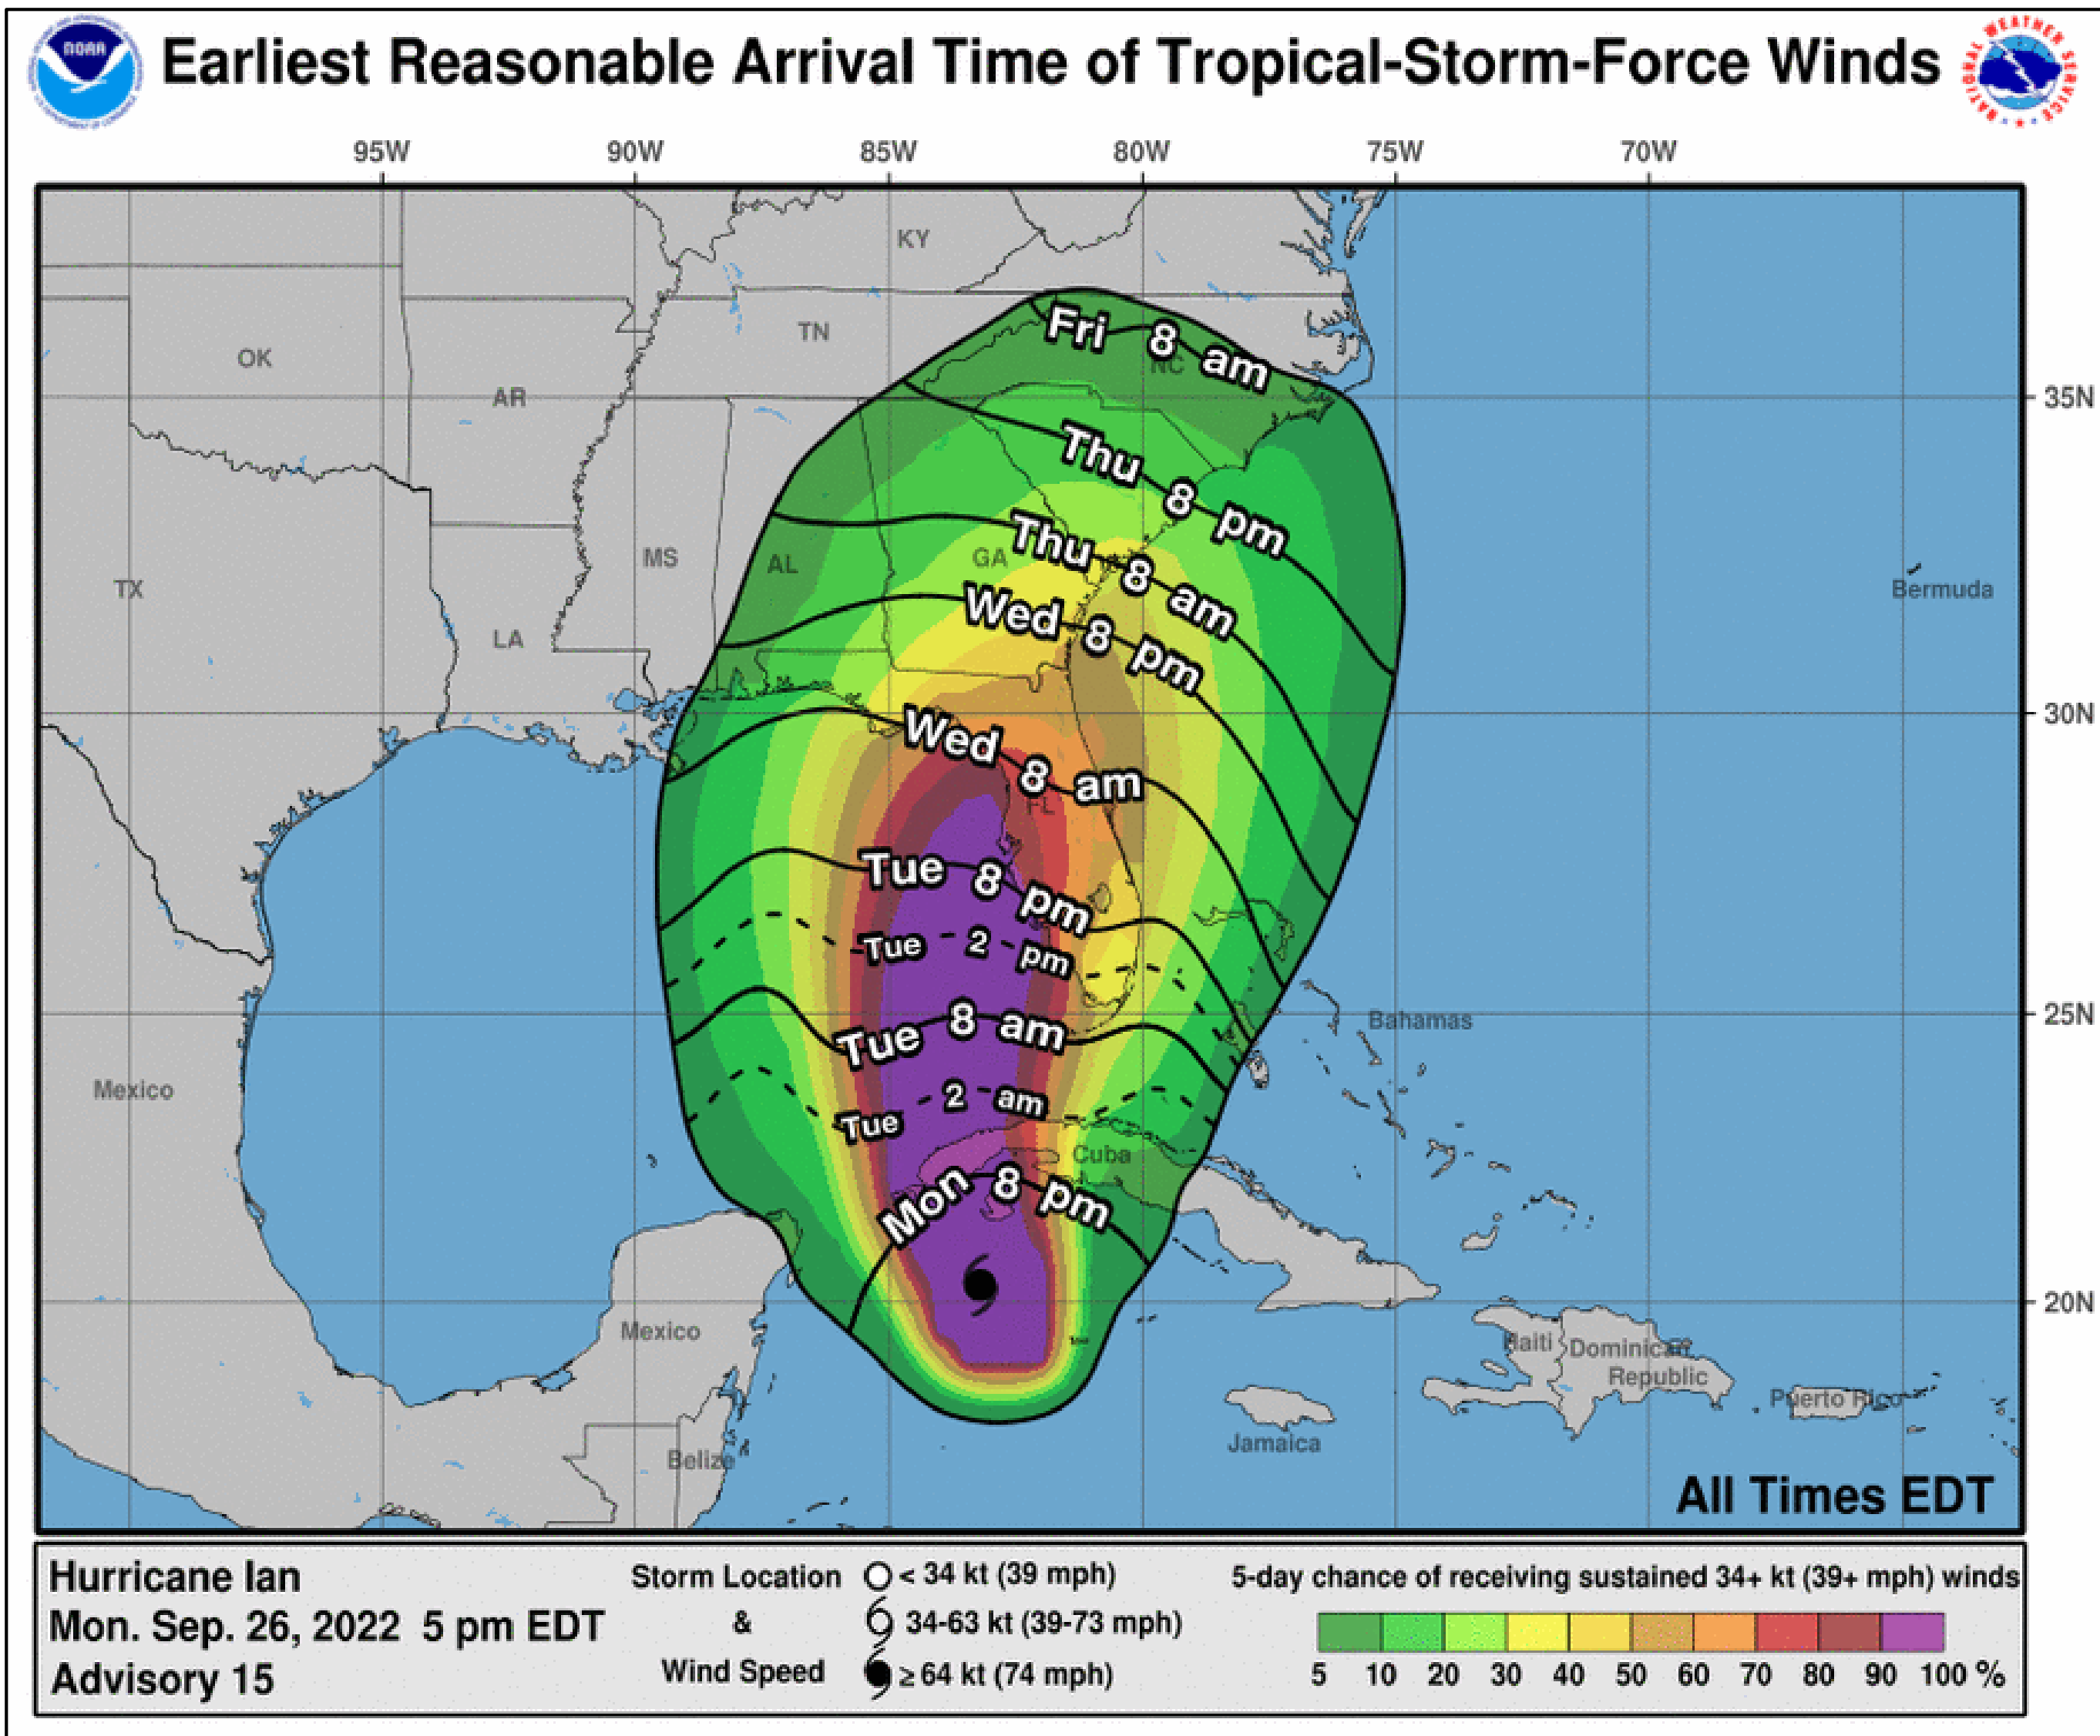 NOAA
Earliest Reasonable Arrival Time of Tropical-Storm-Force Winds
NATIONAL WEATHER SERVICE
95W 90W 85W 80W 75W 70W
KY
Fri 8 am
TN
OK
NC
AR
35N
Thu 8 pm
Thu 8 am
MS
AL
GA
TX
Bermuda
Wed 8 pm
LA
30N
Wed 8 am
FL
Tue 8 pm
Tue 2 pm
25N
Bahamas
Tue 8 am
Mexico
Tue 2 am
Cuba
Mon 8 pm
20N
Mexico
Haiti
Dominican
Republic
Puerto Rico
Jamaica
Belize
All Times EDT
Hurricane Ian
Mon. Sep. 26, 2022 5 pm EDT
Advisory 15
Storm Location
&
Wind Speed
< 34 kt (39 mph)
34-63 kt (39-73 mph)
≥ 64 kt (74 mph)
5-day chance of receiving sustained 34+ kt (39+ mph) winds
5 10 20 30 40 50 60 70 80 90 100 %